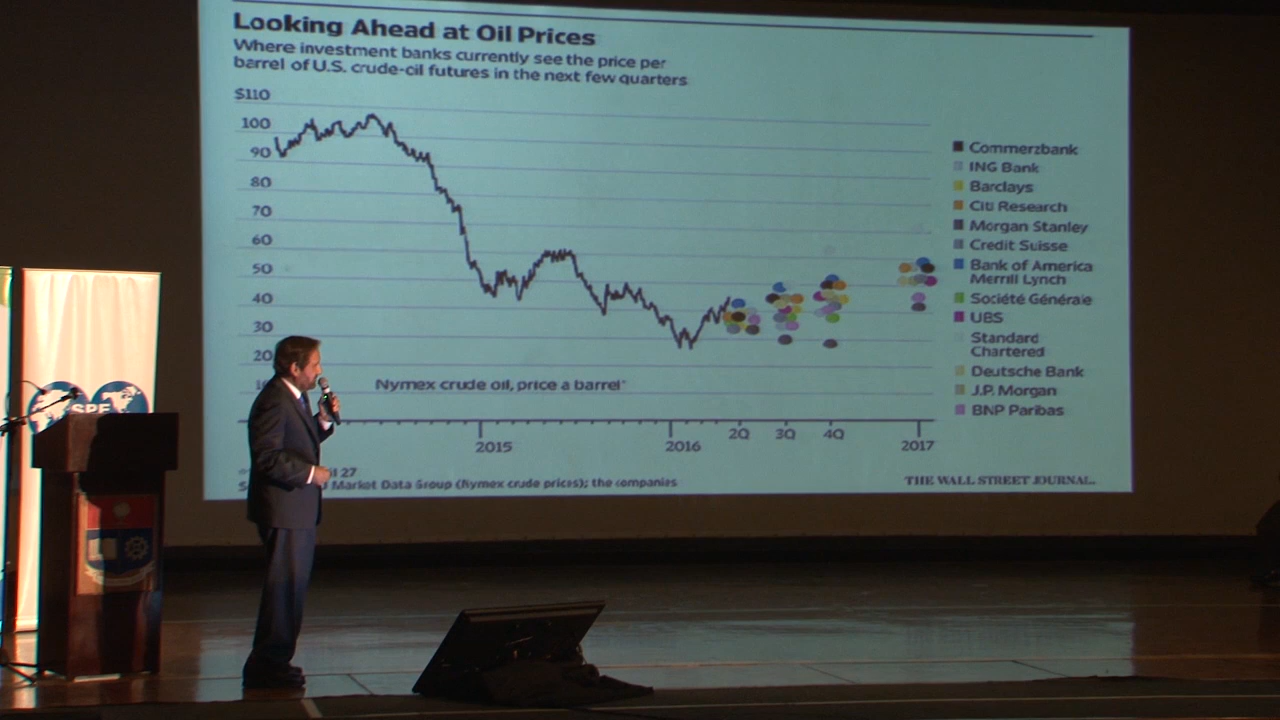 Looking Ahead at Oil Prices
Where investment banks currently see the price per
barrel of U.S. crude-oil futures in the next few quarters
$110
100
90
80
70
60
50
40
30
20
Nymex crude oil, price a barrel*
2015
2016
2Q
3Q
4Q
2017
Commerzbank
ING Bank
Barclays
Citi Research
Morgan Stanley
Credit Suisse
Bank of America
Merrill Lynch
Société Générale
UBS
Standard
Chartered
Deutsche Bank
J.P. Morgan
BNP Paribas
27
Market Data Group (Nymex crude prices); the companies
THE WALL STREET JOURNAL.
SPE